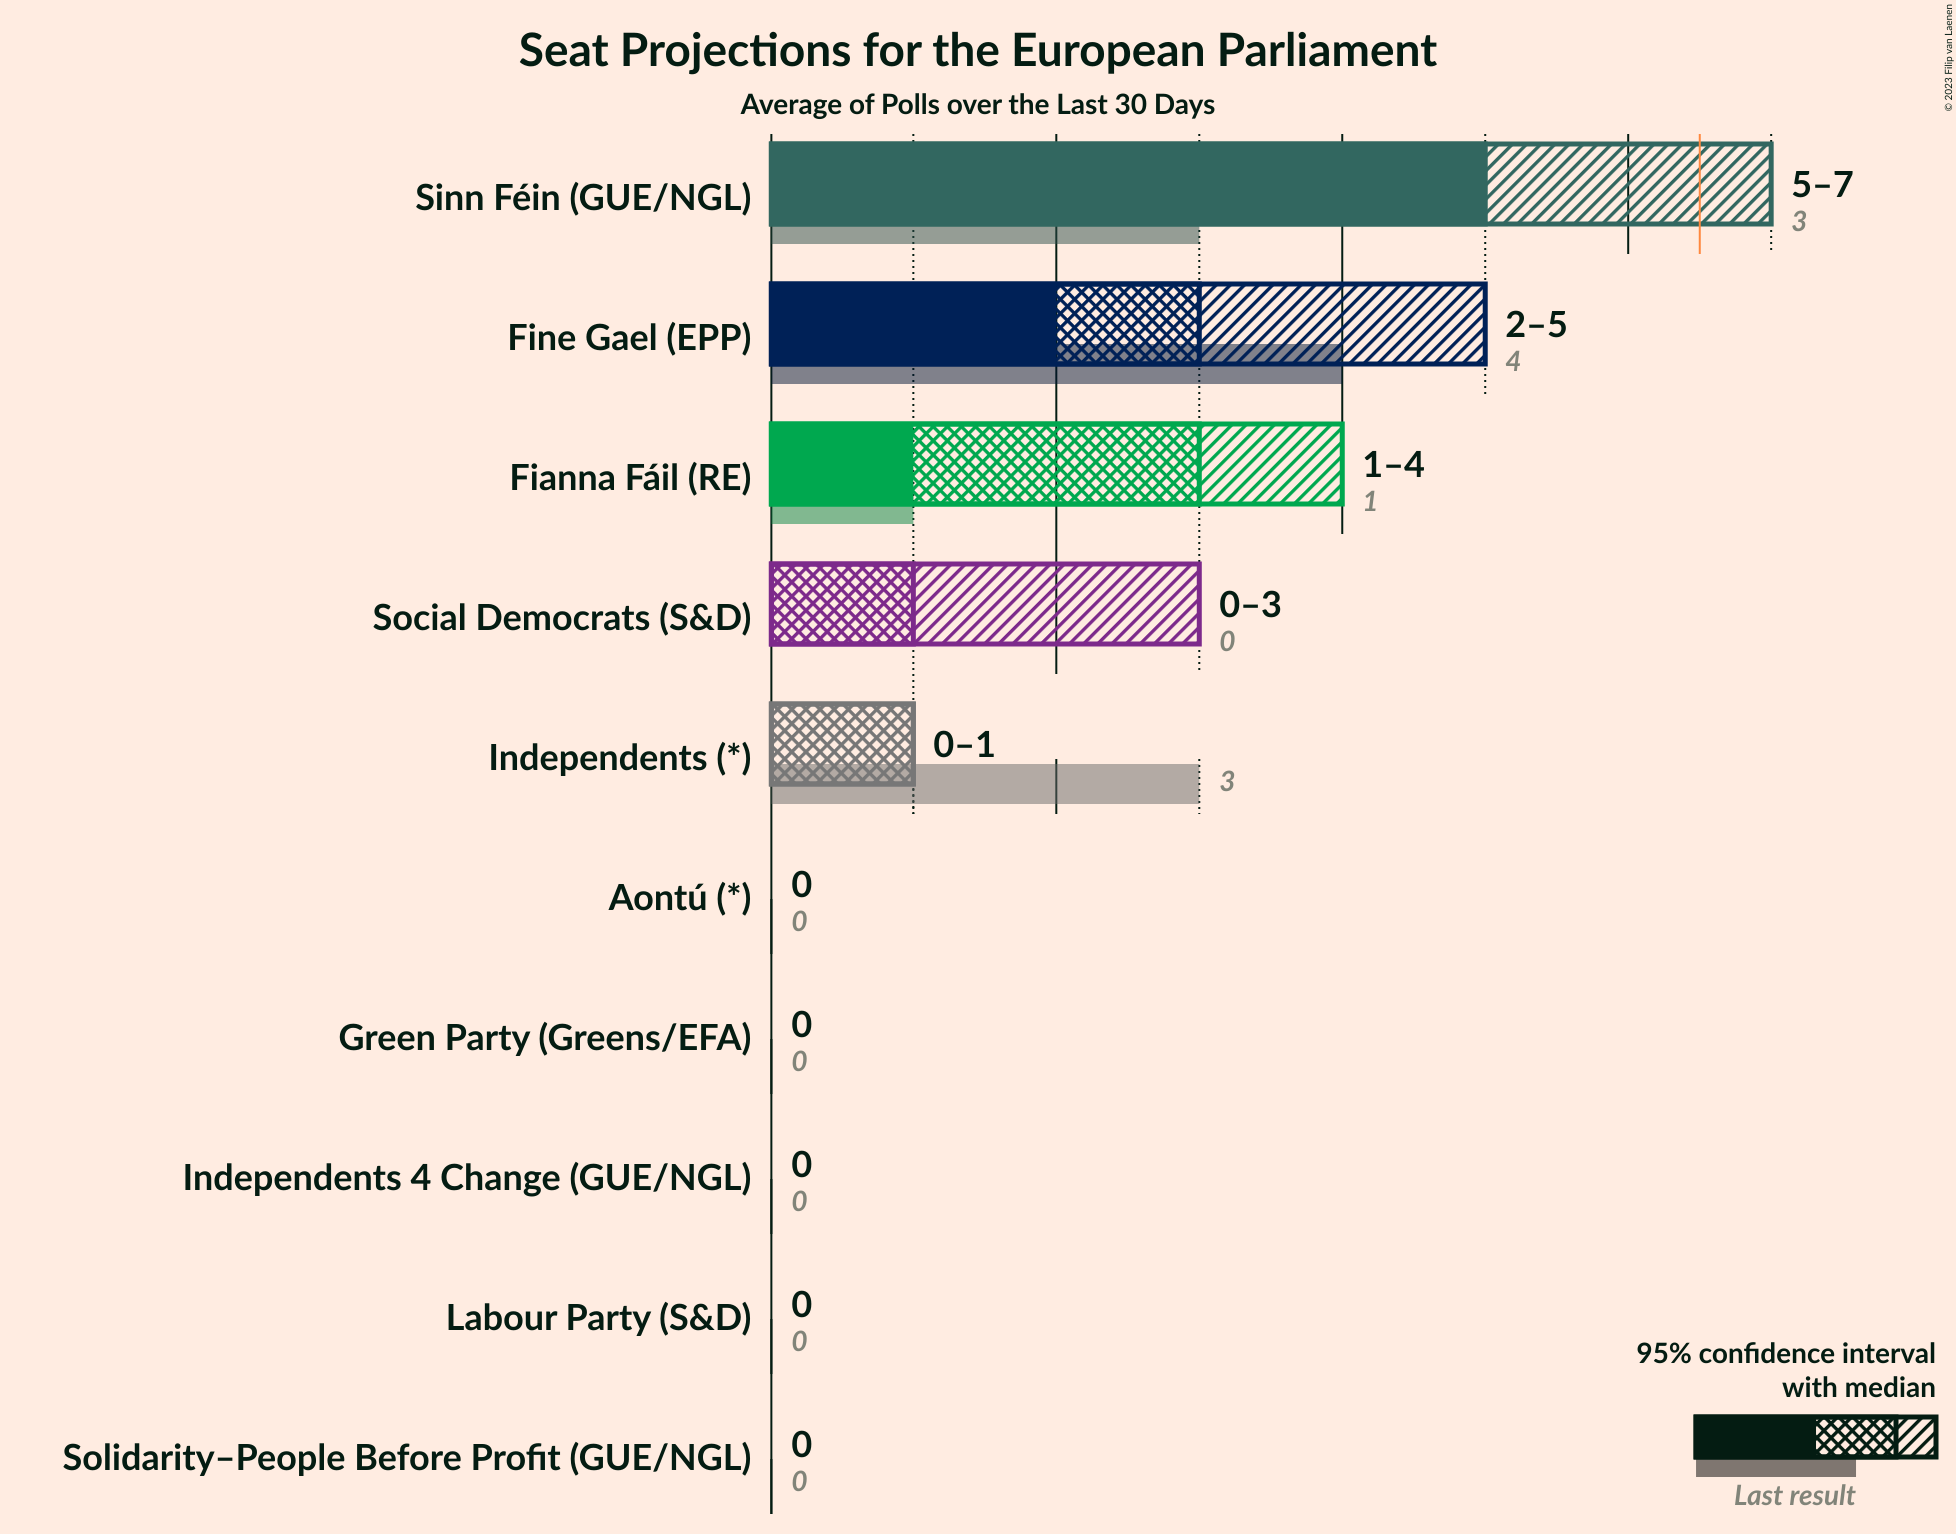 Seat Projections for the European Parliament
Average of Polls over the Last 30 Days
© 2023 Filip van Laenen
Sinn Féin (GUE/NGL)
5–7
3
Fine Gael (EPP)
2–5
4
Fianna Fáil (RE)
1–4
1
Social Democrats (S&D)
0–3
0
Independents (*)
0–1
3
Aontú (*)
0
0
Green Party (Greens/EFA)
0
0
Independents 4 Change (GUE/NGL)
0
0
Labour Party (S&D)
0
0
Solidarity–People Before Profit (GUE/NGL)
0
0
95% confidence interval
with median
Last result